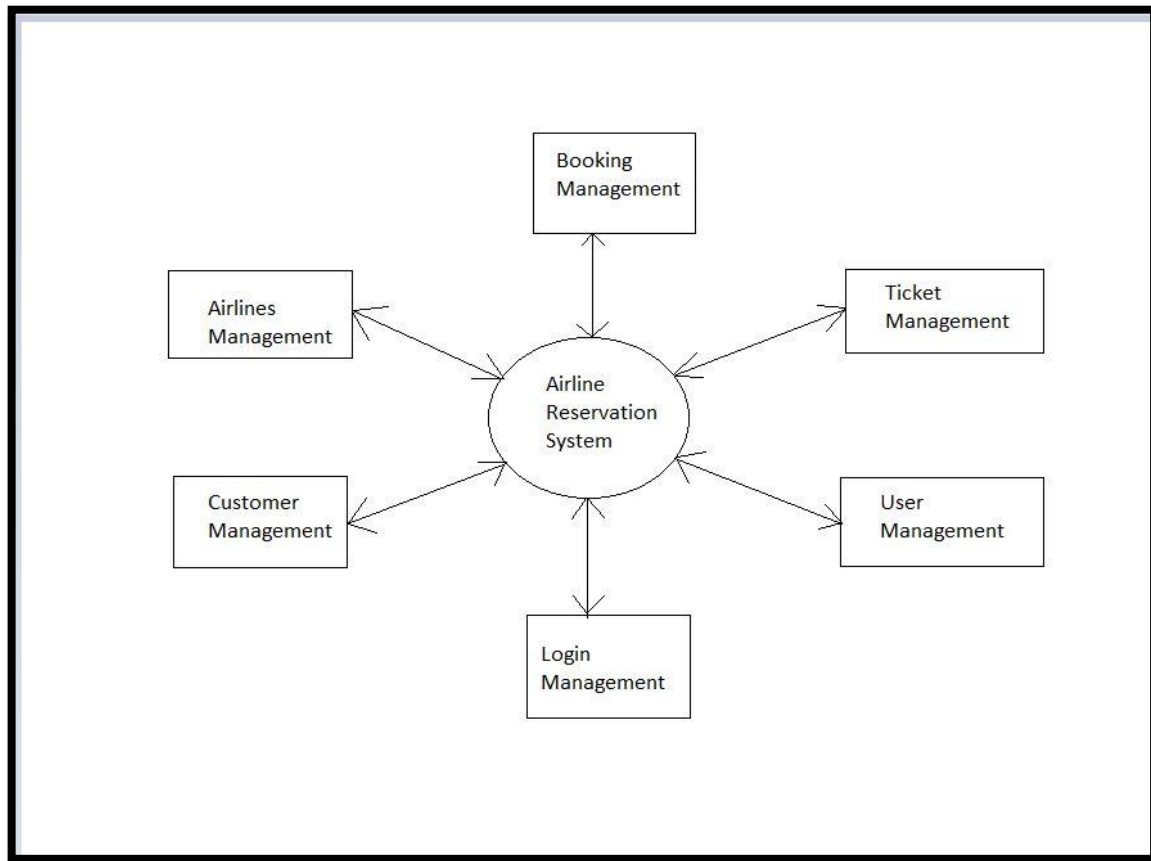 Booking
Management
Airlines
Management
Ticket
Management
Airline
Reservation
System
Customer
Management
User
Management
Login
Management